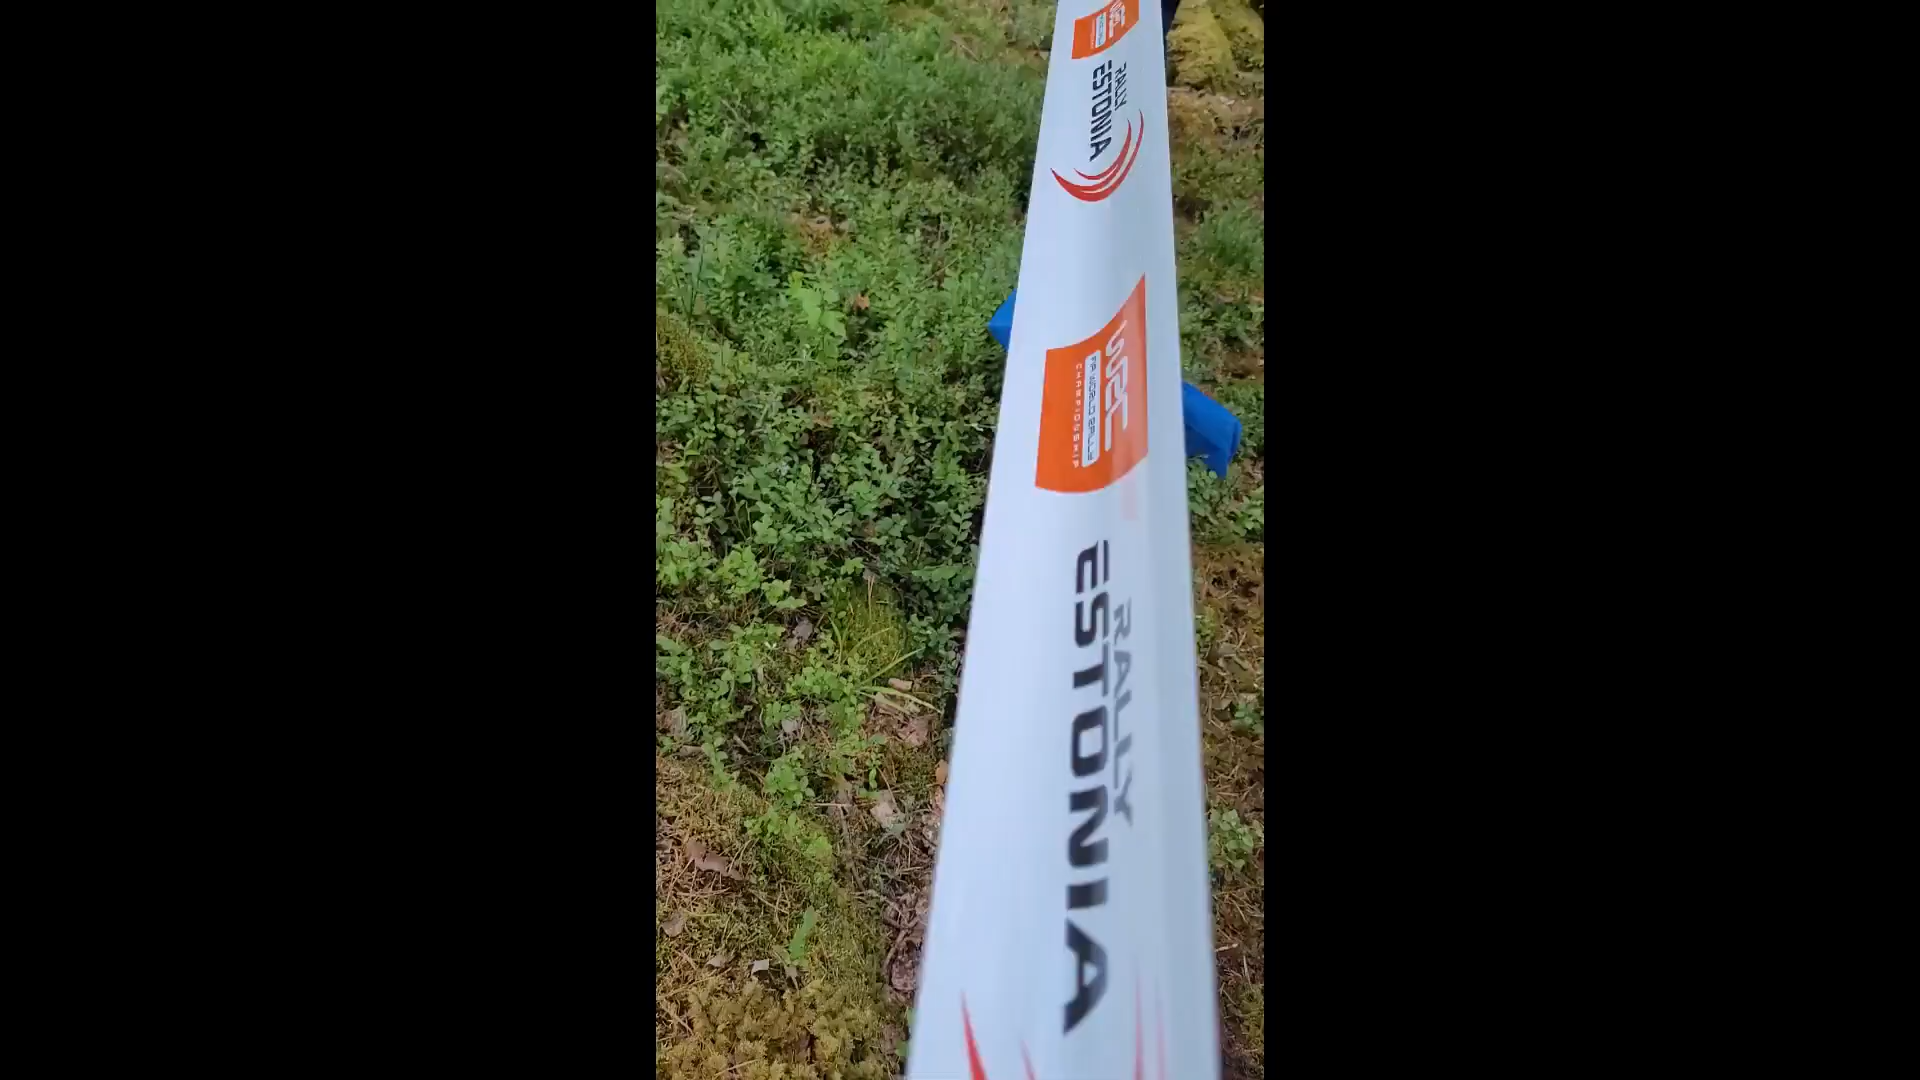 WRC
RALLY
ESTONIA
WRC
FIA WORLD RALLY
CHAMPIONSHIP
RALLY
ESTONIA